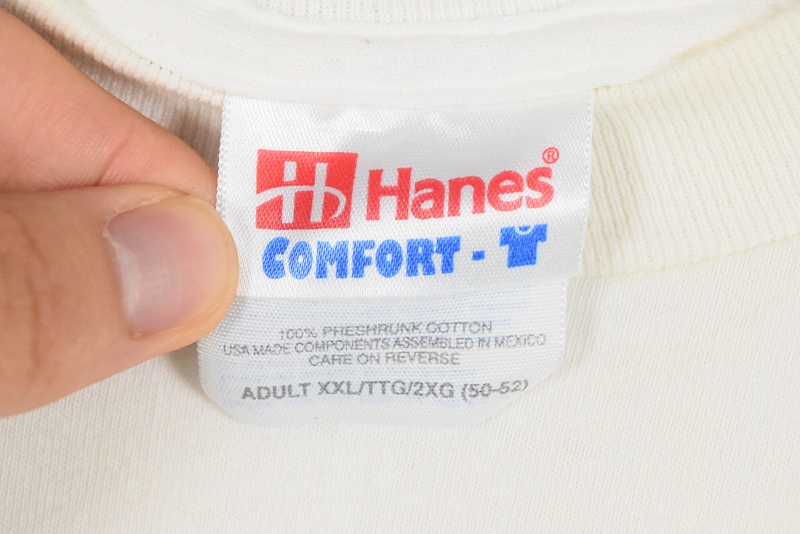 H Hanes®
COMFORT-
100% PRESHRUNK COTTON
USA MADE COMPONENTS ASSEMBLED IN MEXICO
CARE ON REVERSE
ADULT XXL/TTG/2XG (50-52)